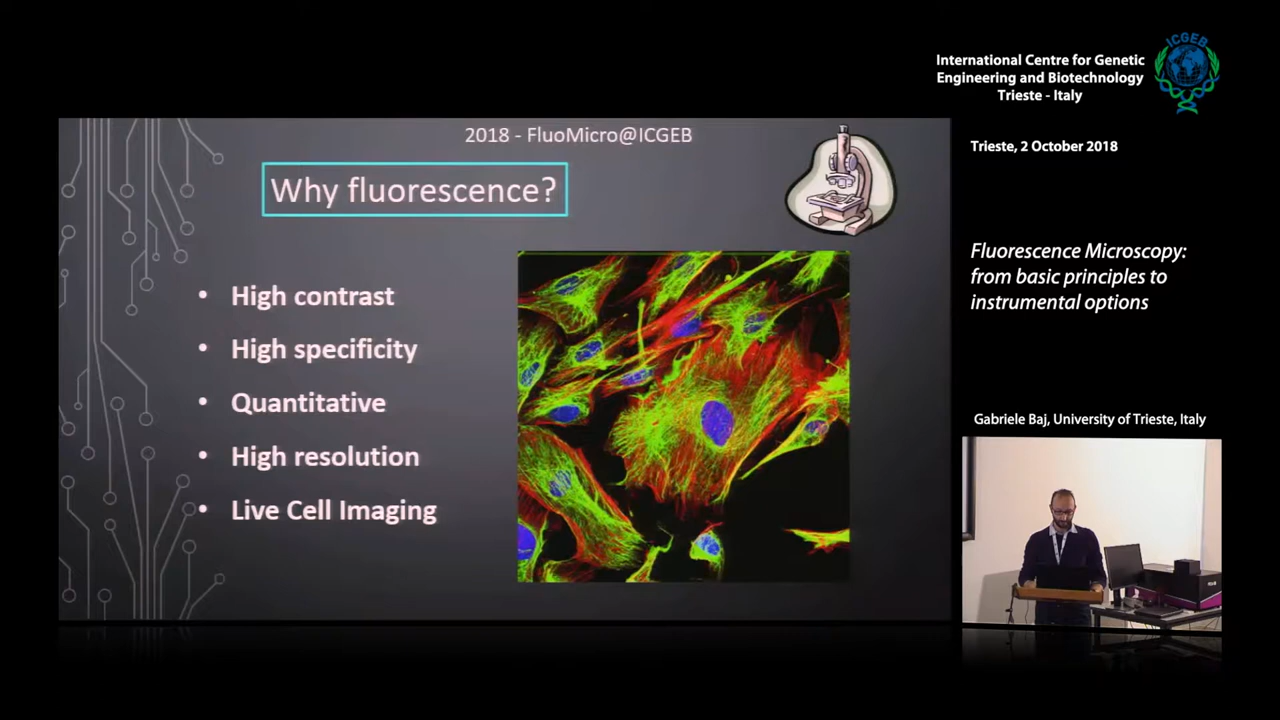 International Centre for Genetic
Engineering and Biotechnology
Trieste - Italy
ICGEB
Trieste, 2 October 2018
2018 - FluoMicro@ICGEB
Why fluorescence?
• High contrast
• High specificity
• Quantitative
• High resolution
• Live Cell Imaging
Fluorescence Microscopy:
from basic principles to
instrumental options
Gabriele Baj, University of Trieste, Italy